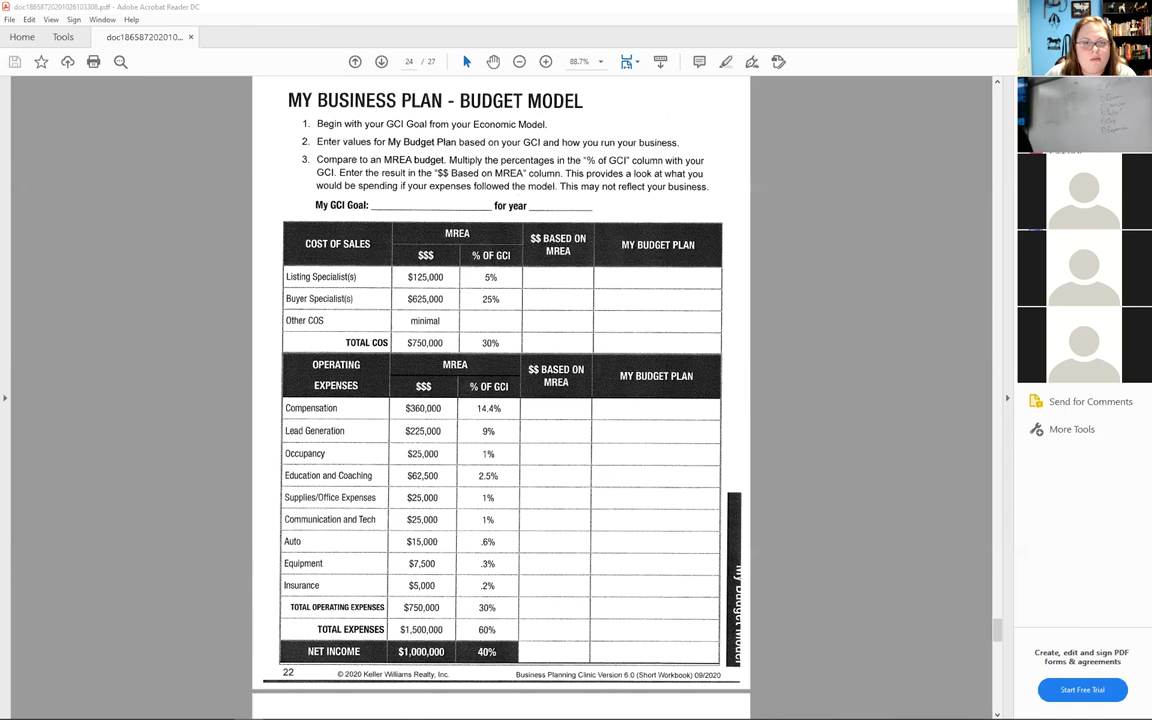 doc18658720201026103308.pdf - Adobe Acrobat Reader DC
File Edit View Sign Window Help
Home Tools doc186587202010... ×
24 / 27 88.7%
MY BUSINESS PLAN - BUDGET MODEL
1. Begin with your GCI Goal from your Economic Model.
2. Enter values for My Budget Plan based on your GCI and how you run your business.
3. Compare to an MREA budget. Multiply the percentages in the "% of GCI" column with your
GCI. Enter the result in the "$$ Based on MREA" column. This provides a look at what you
would be spending if your expenses followed the model. This may not reflect your business.
My GCI Goal: ____________________ for year __________
COST OF SALES MREA $$ BASED ON MREA MY BUDGET PLAN
$$$ % OF GCI
Listing Specialist(s) $125,000 5%
Buyer Specialist(s) $625,000 25%
Other COS minimal
TOTAL COS $750,000 30%
OPERATING EXPENSES MREA $$ BASED ON MREA MY BUDGET PLAN
$$$ % OF GCI
Compensation $360,000 14.4%
Lead Generation $225,000 9%
Occupancy $25,000 1%
Education and Coaching $62,500 2.5%
Supplies/Office Expenses $25,000 1%
Communication and Tech $25,000 1%
Auto $15,000 .6%
Equipment $7,500 .3%
Insurance $5,000 .2%
TOTAL OPERATING EXPENSES $750,000 30%
TOTAL EXPENSES $1,500,000 60%
NET INCOME $1,000,000 40%
My Budget Model
22 © 2020 Keller Williams Realty, Inc. Business Planning Clinic Version 6.0 (Short Workbook) 09/2020
Send for Comments
More Tools
Create, edit and sign PDF
forms & agreements
Start Free Trial